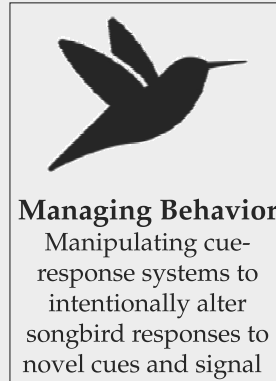 Managing Behavior
Manipulating cue-
response systems to
intentionally alter
songbird responses to
novel cues and signal